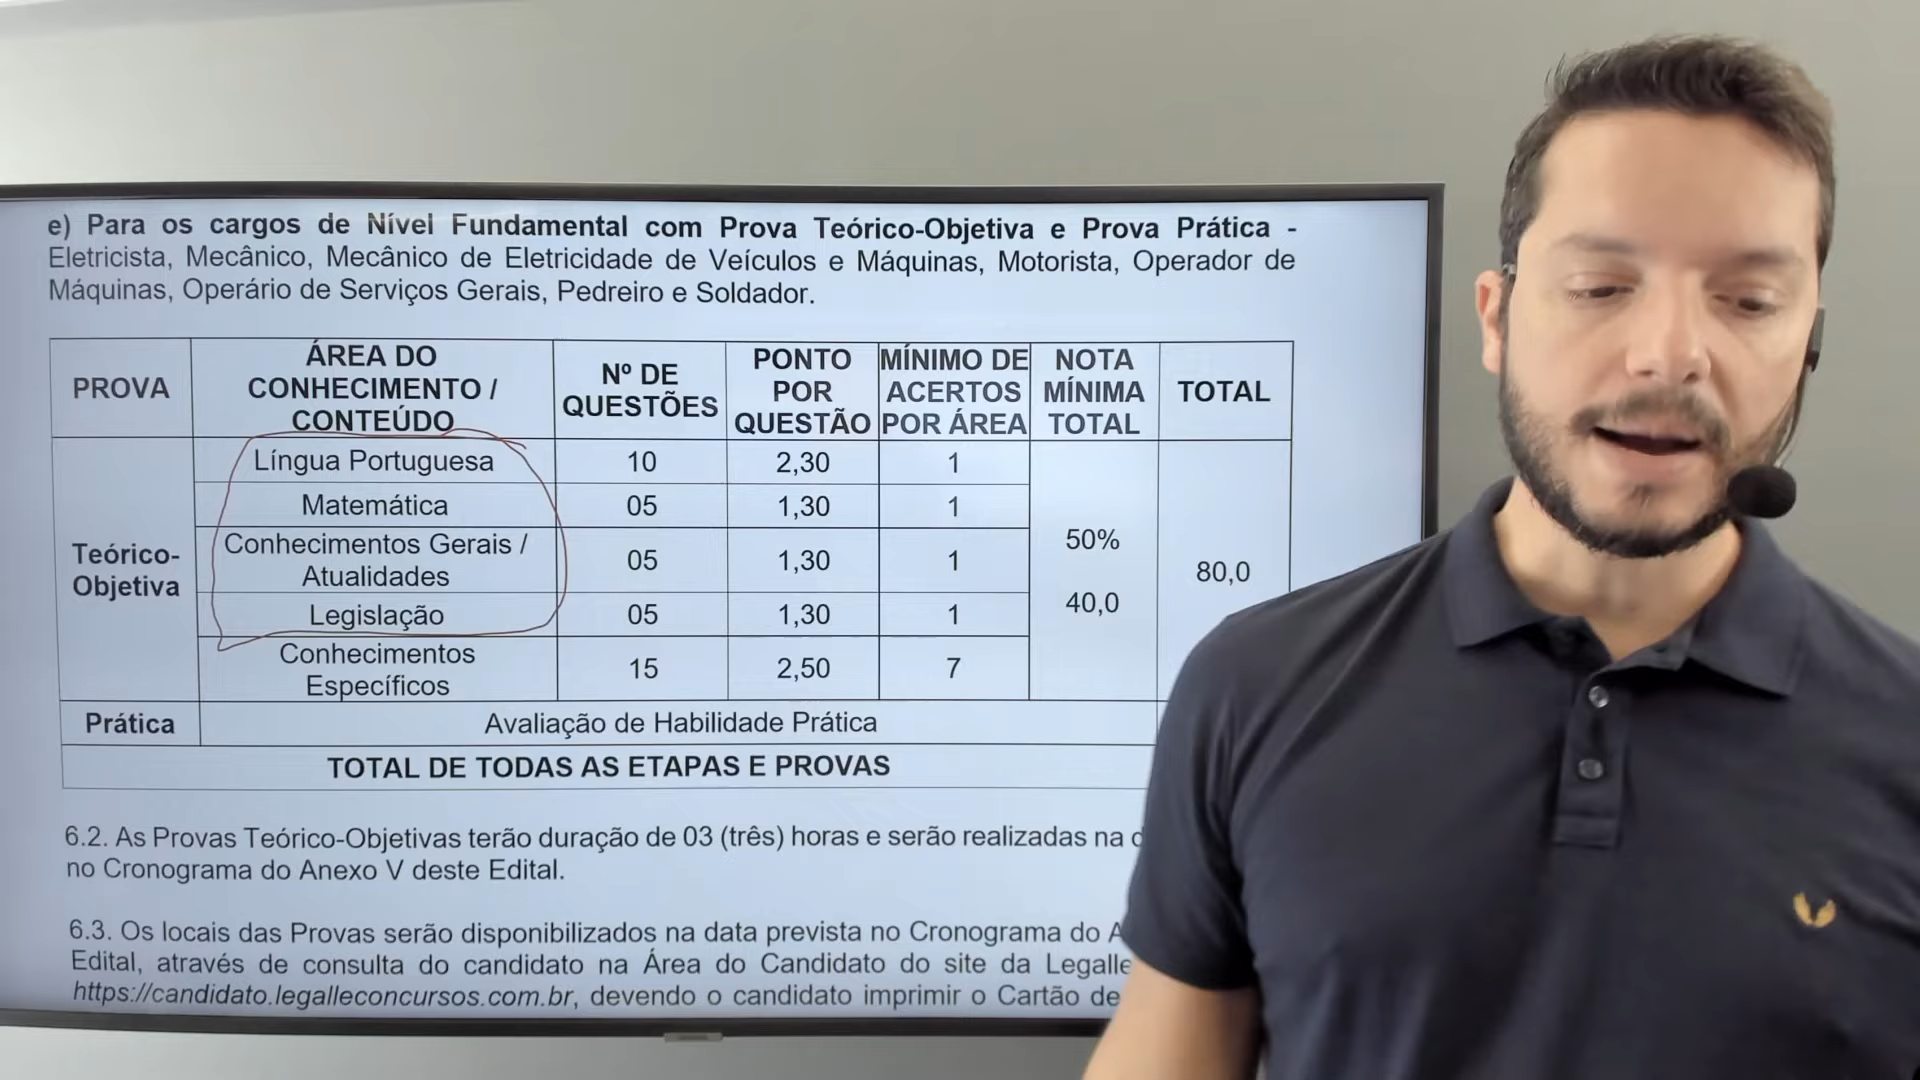 e) Para os cargos de Nível Fundamental com Prova Teórico-Objetiva e Prova Prática -
Eletricista, Mecânico, Mecânico de Eletricidade de Veículos e Máquinas, Motorista, Operador de
Máquinas, Operário de Serviços Gerais, Pedreiro e Soldador.
PROVA
ÁREA DO
CONHECIMENTO /
CONTEÚDO
Nº DE
QUESTÕES
PONTO
POR
QUESTÃO
MÍNIMO DE
ACERTOS
POR ÁREA
NOTA
MÍNIMA
TOTAL
TOTAL
Teórico-
Objetiva
Língua Portuguesa 10 2,30 1
Matemática 05 1,30 1
Conhecimentos Gerais /
Atualidades
05 1,30 1
Legislação 05 1,30 1
Conhecimentos
Específicos
15 2,50 7
50%
40,0
80,0
Prática Avaliação de Habilidade Prática
TOTAL DE TODAS AS ETAPAS E PROVAS
6.2. As Provas Teórico-Objetivas terão duração de 03 (três) horas e serão realizadas na
no Cronograma do Anexo V deste Edital.
6.3. Os locais das Provas serão disponibilizados na data prevista no Cronograma do
Edital, através de consulta do candidato na Área do Candidato do site da Legalle
https://candidato.legalleconcursos.com.br, devendo o candidato imprimir o Cartão de